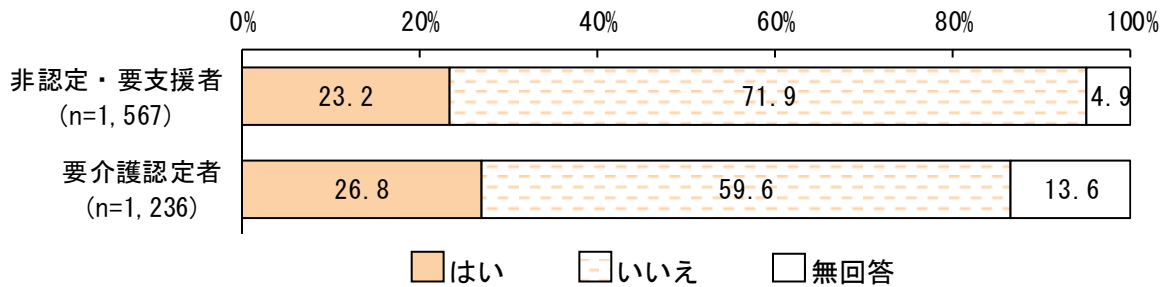 0% 20% 40% 60% 80% 100%
非認定・要支援者 23.2 71.9 4.9
(n=1,567)
要介護認定者 26.8 59.6 13.6
(n=1,236)
はい いいえ 無回答